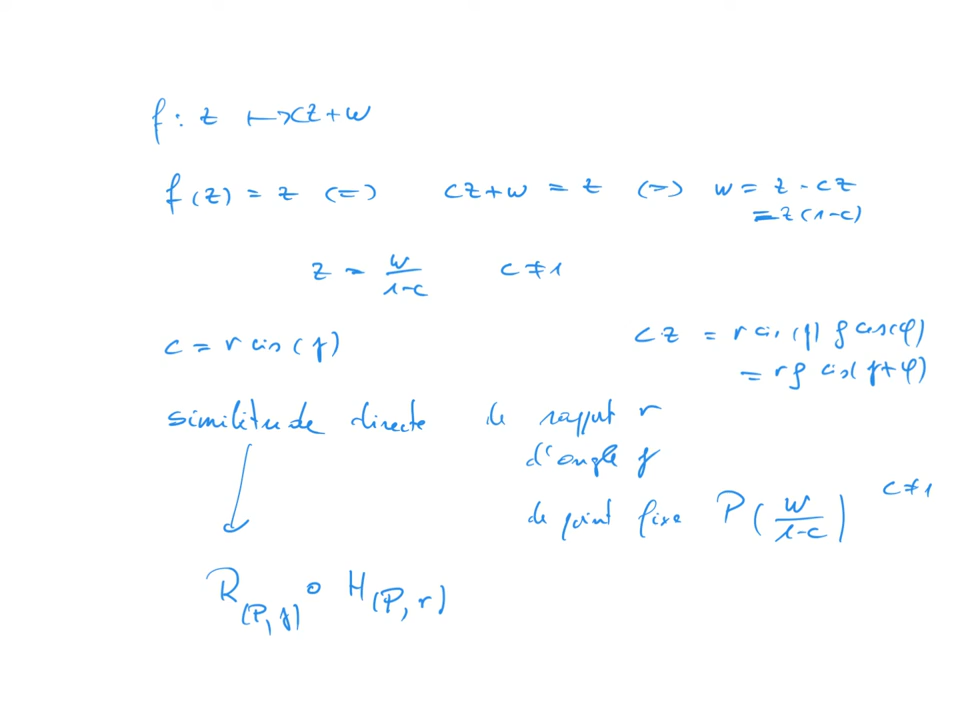 f : z ↦ cz + w
f(z) = z (=) cz + w = z (=) w = z - cz
= z(1-c)
z = w/(1-c) c ≠ 1
c = r cis(γ) cz = r cis(γ) ρ cis(φ)
= rρ cis(γ+φ)
similitude directe de rapport r
d'angle γ
de point fixe P(w/(1-c)) c ≠ 1
R(P,γ) ∘ H(P,r)